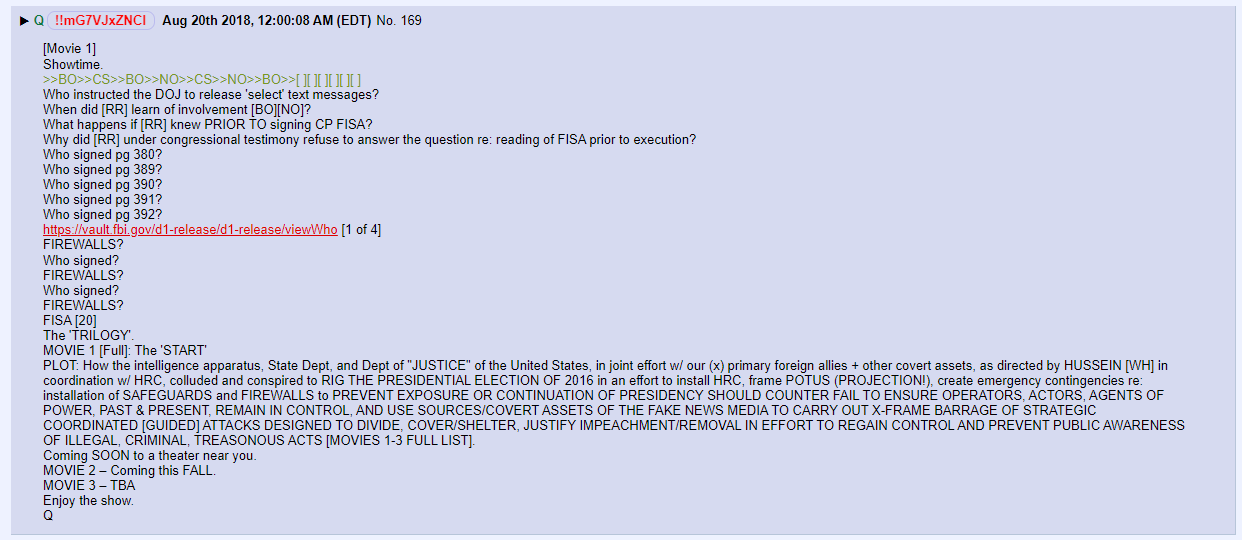 ▶ Q !!mG7VJxZNCI Aug 20th 2018, 12:00:08 AM (EDT) No. 169
[Movie 1]
Showtime.
>>BO>>CS>>BO>>NO>>CS>>NO>>BO>>[ ][ ][ ][ ][ ][ ]
Who instructed the DOJ to release 'select' text messages?
When did [RR] learn of involvement [BO][NO]?
What happens if [RR] knew PRIOR TO signing CP FISA?
Why did [RR] under congressional testimony refuse to answer the question re: reading of FISA prior to execution?
Who signed pg 380?
Who signed pg 389?
Who signed pg 390?
Who signed pg 391?
Who signed pg 392?
https://vault.fbi.gov/d1-release/d1-release/viewWho [1 of 4]
FIREWALLS?
Who signed?
FIREWALLS?
Who signed?
FIREWALLS?
FISA [20]
The 'TRILOGY'.
MOVIE 1 [Full]: The 'START'
PLOT: How the intelligence apparatus, State Dept, and Dept of "JUSTICE" of the United States, in joint effort w/ our (x) primary foreign allies + other covert assets, as directed by HUSSEIN [WH] in
coordination w/ HRC, colluded and conspired to RIG THE PRESIDENTIAL ELECTION OF 2016 in an effort to install HRC, frame POTUS (PROJECTION!), create emergency contingencies re:
installation of SAFEGUARDS and FIREWALLS to PREVENT EXPOSURE OR CONTINUATION OF PRESIDENCY SHOULD COUNTER FAIL TO ENSURE OPERATORS, ACTORS, AGENTS OF
POWER, PAST & PRESENT, REMAIN IN CONTROL, AND USE SOURCES/COVERT ASSETS OF THE FAKE NEWS MEDIA TO CARRY OUT X-FRAME BARRAGE OF STRATEGIC
COORDINATED [GUIDED] ATTACKS DESIGNED TO DIVIDE, COVER/SHELTER, JUSTIFY IMPEACHMENT/REMOVAL IN EFFORT TO REGAIN CONTROL AND PREVENT PUBLIC AWARENESS
OF ILLEGAL, CRIMINAL, TREASONOUS ACTS [MOVIES 1-3 FULL LIST].
Coming SOON to a theater near you.
MOVIE 2 – Coming this FALL.
MOVIE 3 – TBA
Enjoy the show.
Q